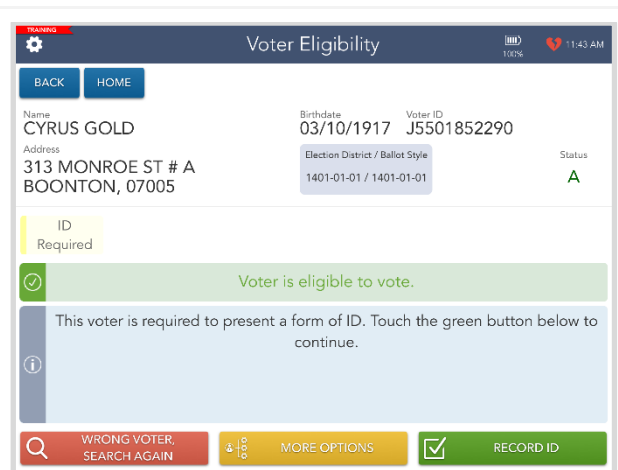 TRAINING
Voter Eligibility
100%
11:43 AM
BACK
HOME
Name
CYRUS GOLD
Birthdate
03/10/1917
Voter ID
J5501852290
Address
313 MONROE ST # A
BOONTON, 07005
Election District / Ballot Style
1401-01-01 / 1401-01-01
Status
A
ID
Required
Voter is eligible to vote.
This voter is required to present a form of ID. Touch the green button below to
continue.
WRONG VOTER,
SEARCH AGAIN
MORE OPTIONS
RECORD ID